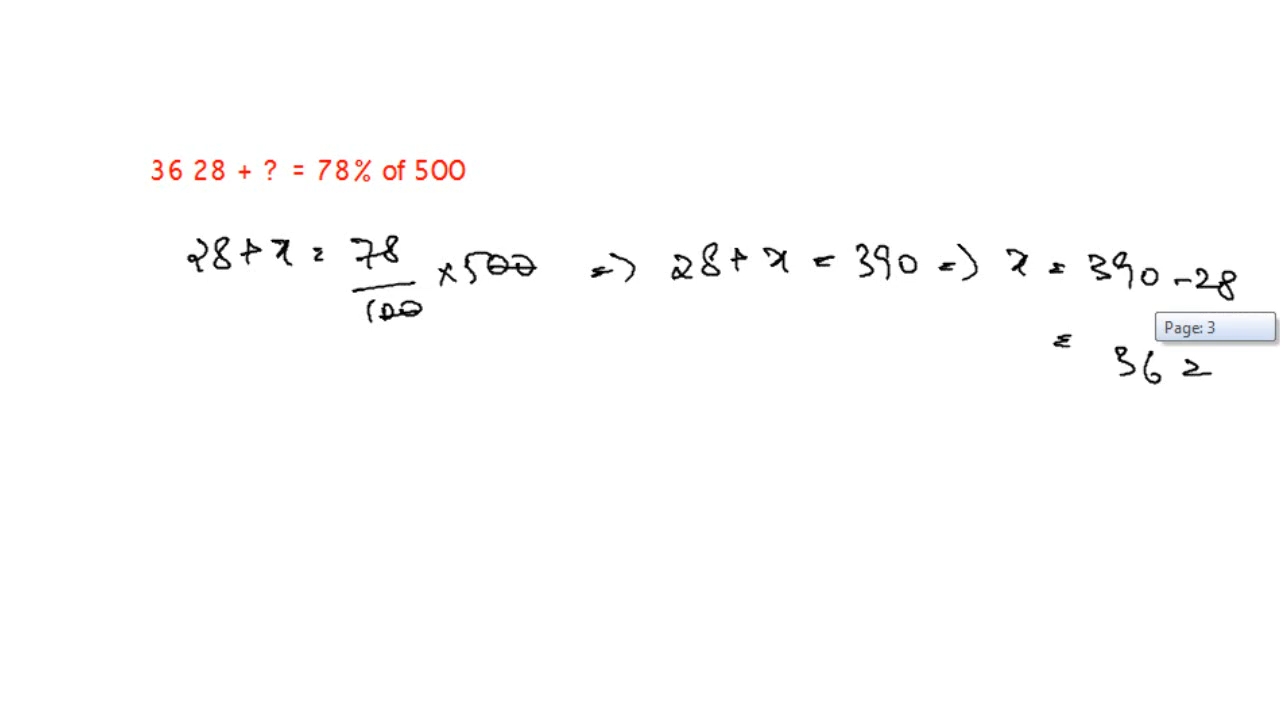 36 28 + ? = 78% of 500
28 + x = 78/100 × 500 => 28 + x = 390 => x = 390 - 28
Page: 3
= 362